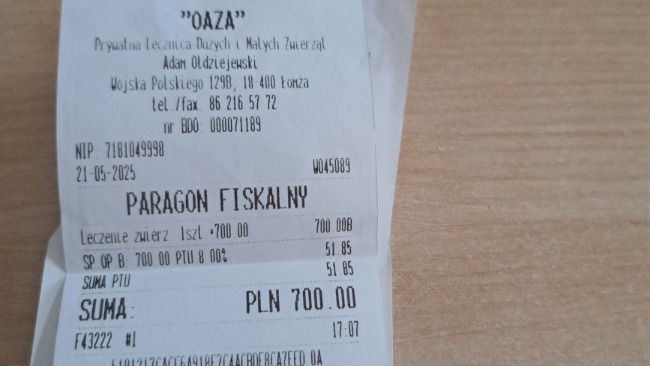 "OAZA"
Prywatna Lecznica Dużych i Małych Zwierząt
Adam Ołdziejewski
Wojska Polskiego 129B, 18-400 Łomża
tel./fax. 86 216 57 72
nr BDO: 000071189
NIP: 7181049998
21-05-2025 W045089
PARAGON FISKALNY
Leczenie zwierz 1szt *700.00 700.00B
SP OP B: 700.00 PTU 8.00% 51.85
SUMA PTU 51.85
SUMA: PLN 700.00
F43222 #1 17:07